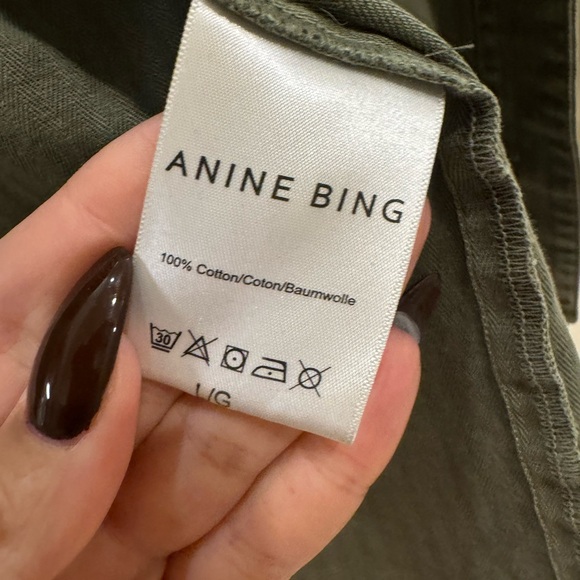 ANINE BING
100% Cotton/Coton/Baumwolle
30
L/G